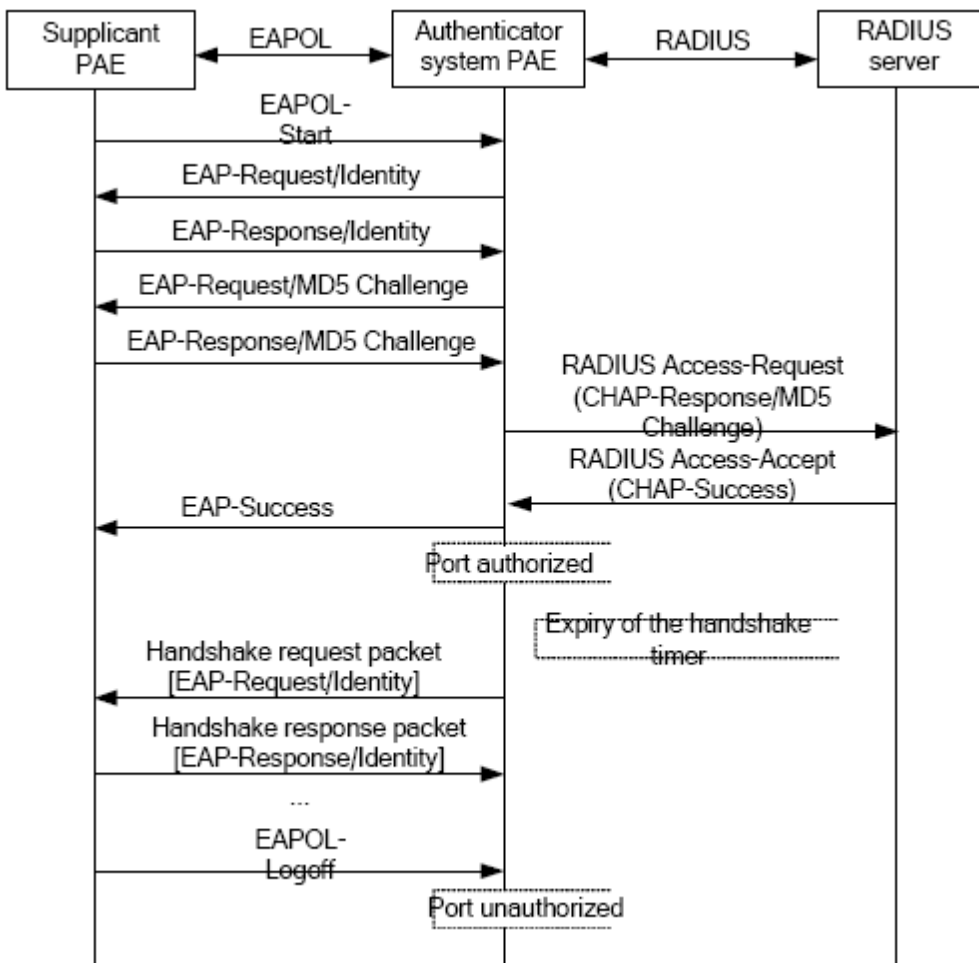 Supplicant
PAE
EAPOL
Authenticator
system PAE
RADIUS
RADIUS
server
EAPOL-
Start
EAP-Request/Identity
EAP-Response/Identity
EAP-Request/MD5 Challenge
EAP-Response/MD5 Challenge
RADIUS Access-Request
(CHAP-Response/MD5
Challenge)
RADIUS Access-Accept
(CHAP-Success)
EAP-Success
Port authorized
Expiry of the handshake
timer
Handshake request packet
[EAP-Request/Identity]
Handshake response packet
[EAP-Response/Identity]
...
EAPOL-
Logoff
Port unauthorized